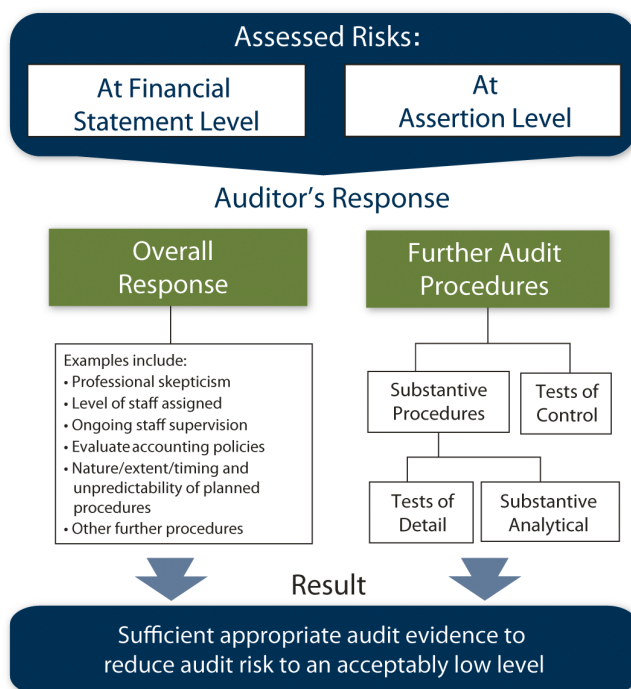 Assessed Risks:
At Financial
Statement Level
At
Assertion Level
Auditor's Response
Overall
Response
Further Audit
Procedures
Examples include:
• Professional skepticism
• Level of staff assigned
• Ongoing staff supervision
• Evaluate accounting policies
• Nature/extent/timing and
unpredictability of planned
procedures
• Other further procedures
Substantive
Procedures
Tests of
Control
Tests of
Detail
Substantive
Analytical
Result
Sufficient appropriate audit evidence to
reduce audit risk to an acceptably low level